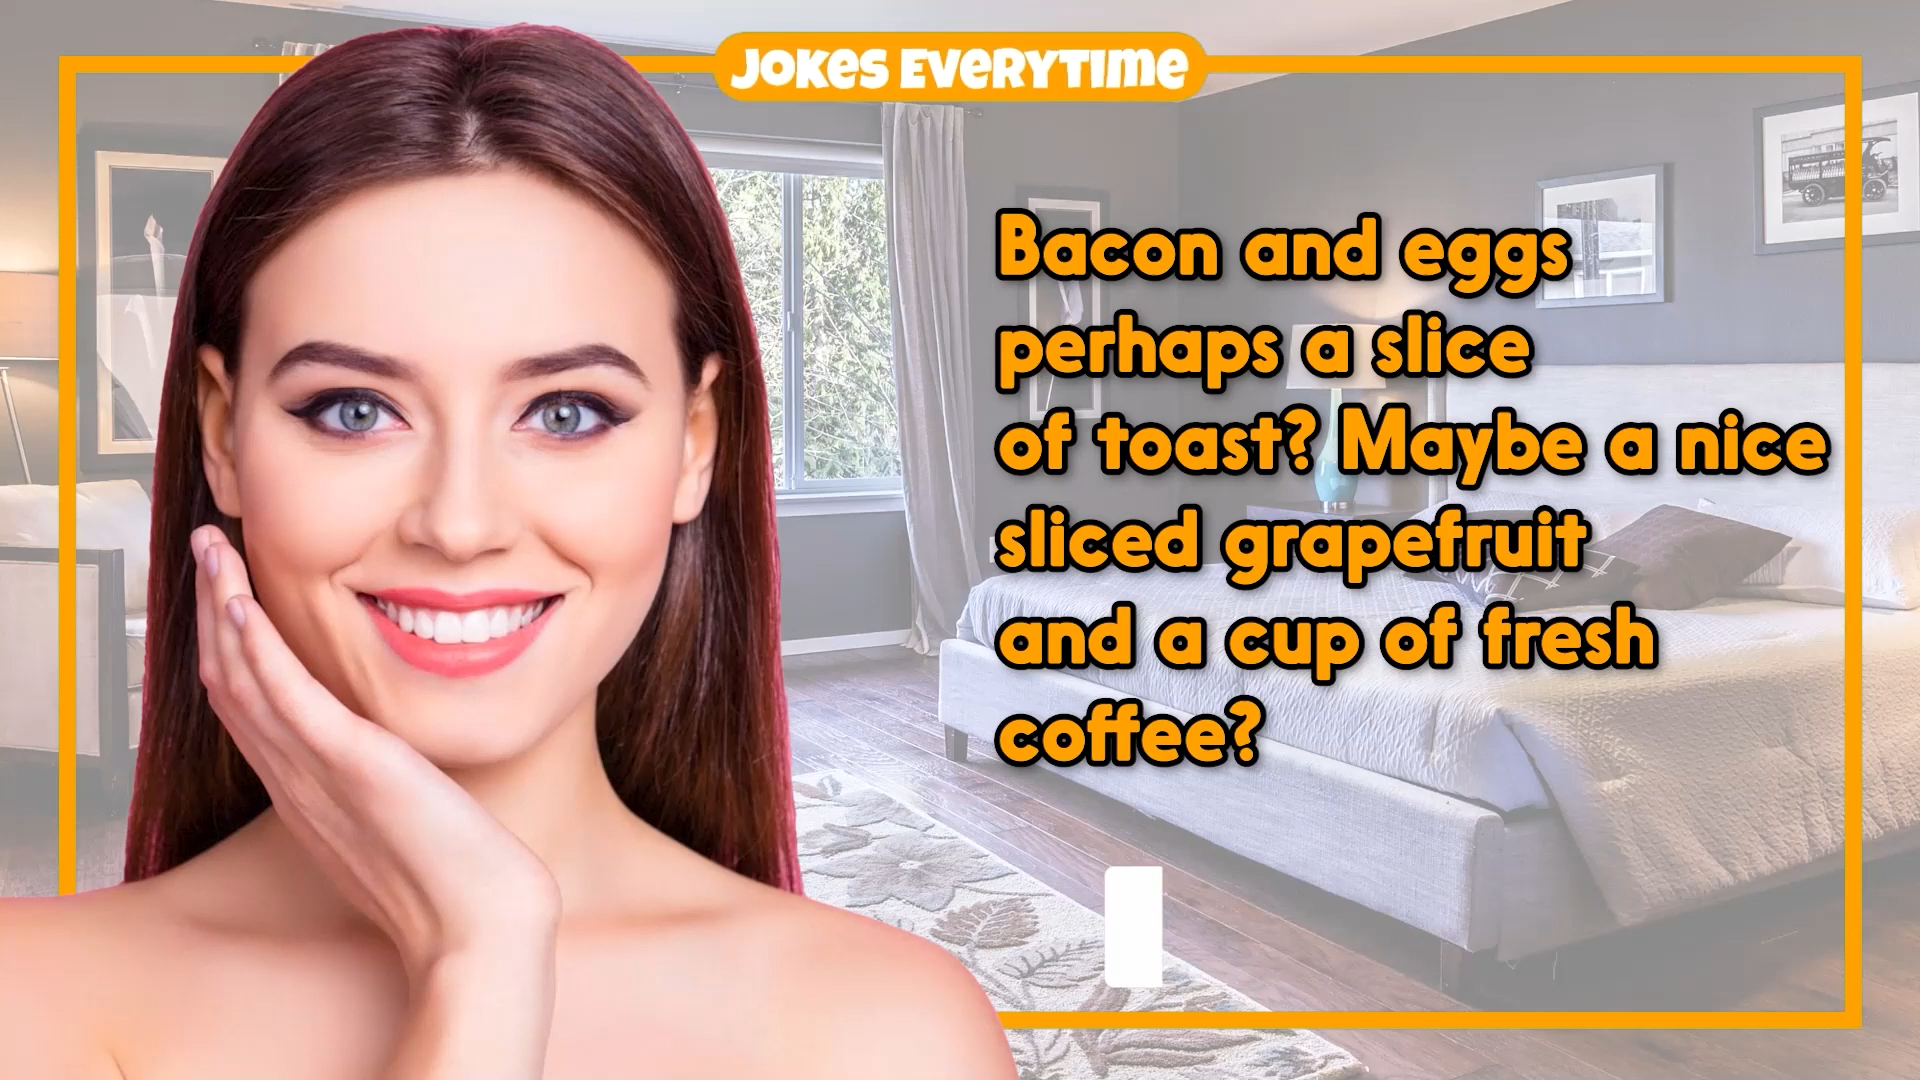 JOKES EVERYTIME
Bacon and eggs
perhaps a slice
of toast? Maybe a nice
sliced grapefruit
and a cup of fresh
coffee?